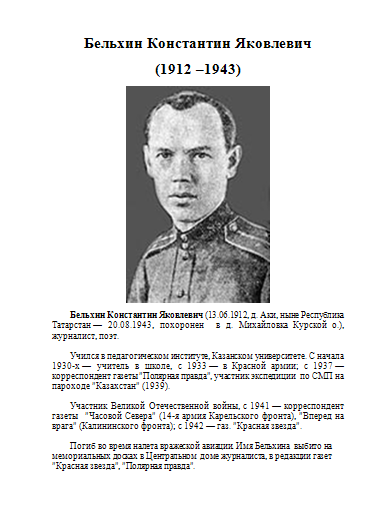 Бельхин Константин Яковлевич
(1912 –1943)
Бельхин Константин Яковлевич (13.06.1912, д. Аки, ныне Республика
Татарстан — 20.08.1943, похоронен в д. Михайловка Курской о.),
журналист, поэт.
Учился в педагогическом институте, Казанском университете. С начала
1930-х — учитель в школе, с 1933 — в Красной армии; с 1937 —
корреспондент газеты "Полярная правда", участник экспедиции по СМП на
пароходе "Казахстан" (1939).
Участник Великой Отечественной войны, с 1941 — корреспондент
газеты "Часовой Севера" (14-я армия Карельского фронта), "Вперед на
врага" (Калининского фронта); с 1942 — газ. "Красная звезда".
Погиб во время налета вражеской авиации. Имя Бельхина выбито на
мемориальных досках в Центральном доме журналиста, в редакции газет
"Красная звезда", "Полярная правда".